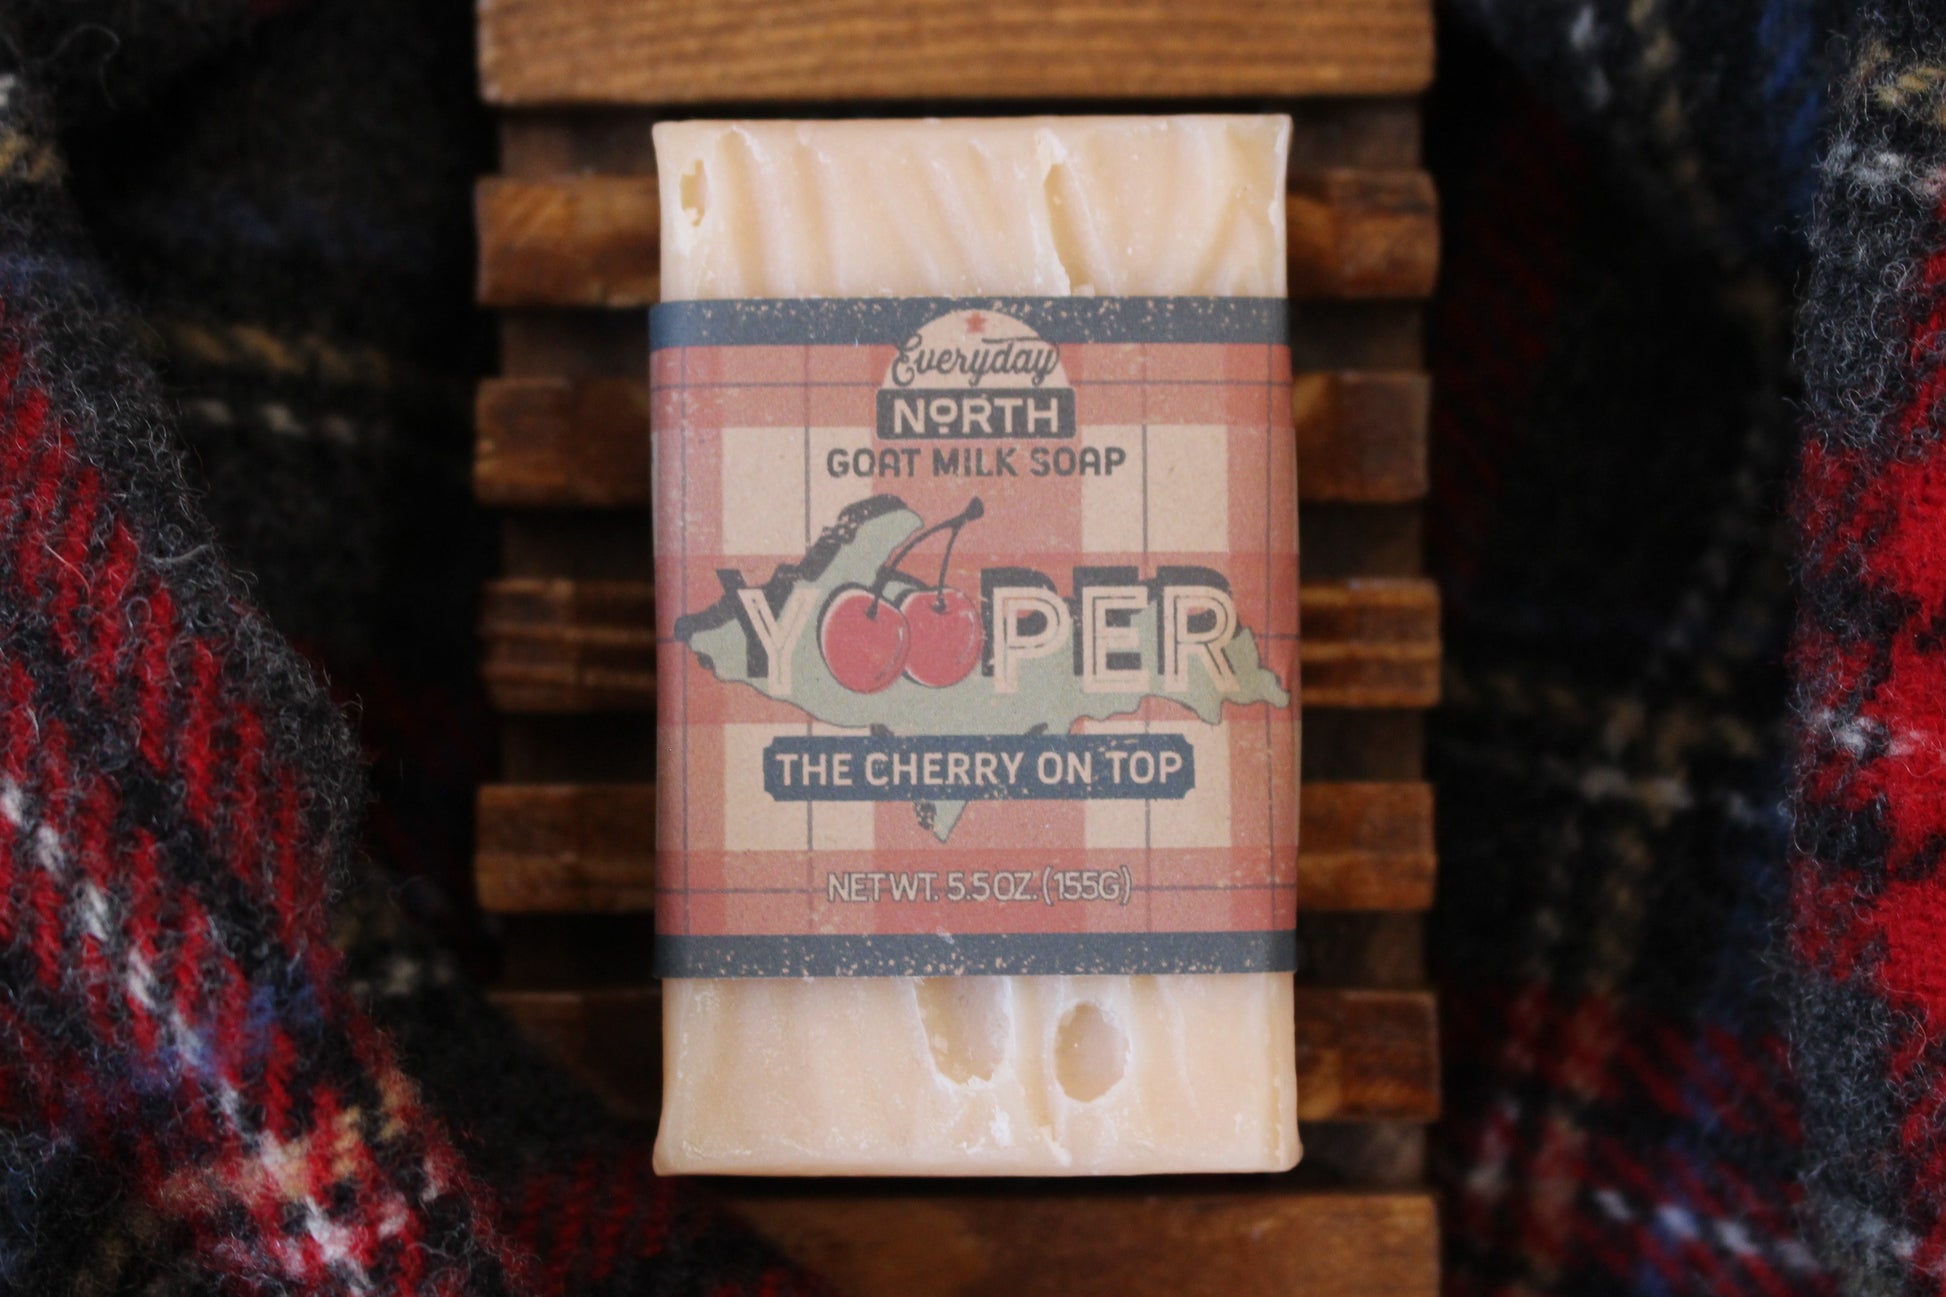 Everyday
NORTH
GOAT MILK SOAP
YOOPER
THE CHERRY ON TOP
NET WT. 5.5 OZ. (155G)